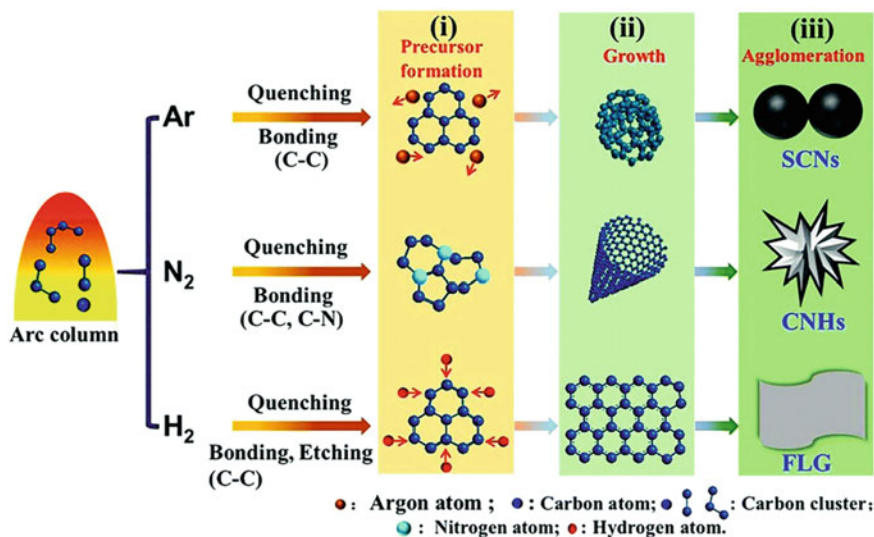 (i)
Precursor
formation
(ii)
Growth
(iii)
Agglomeration
Ar
Quenching
Bonding
(C-C)
SCNs
Arc column
N2
Quenching
Bonding
(C-C, C-N)
CNHs
H2
Quenching
Bonding, Etching
(C-C)
FLG
: Argon atom ; : Carbon atom; : Carbon cluster;
: Nitrogen atom; : Hydrogen atom.